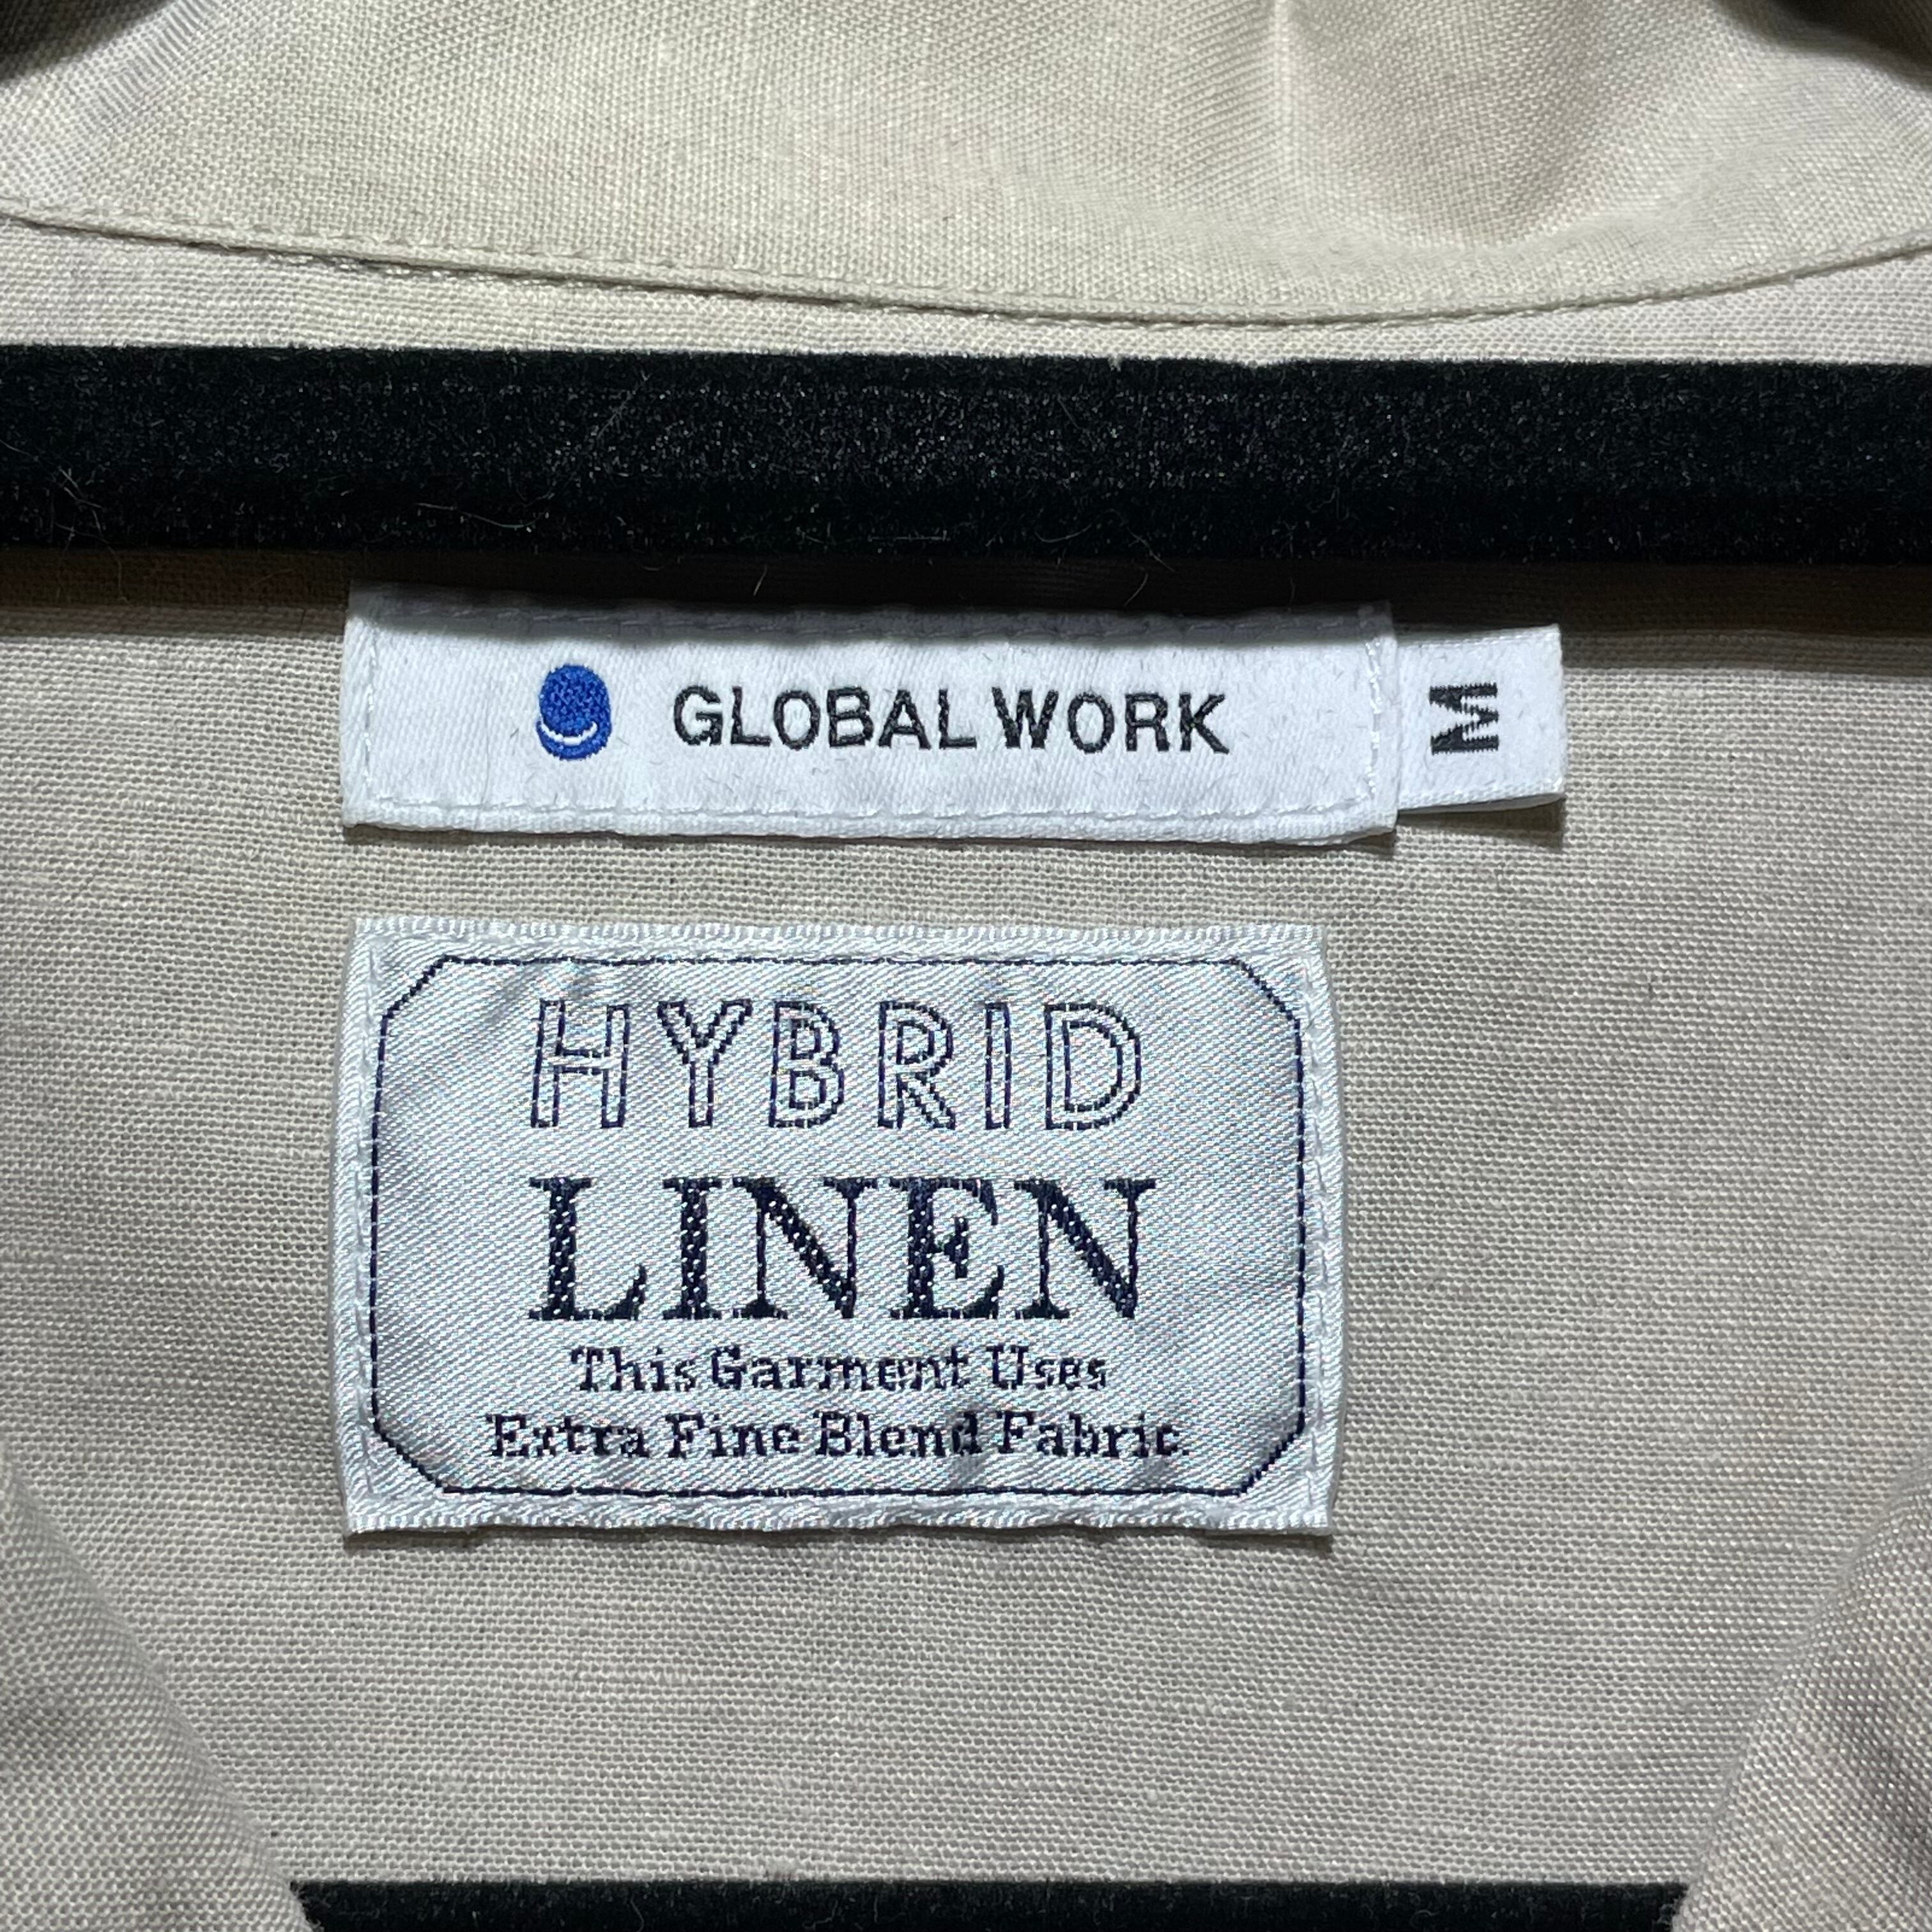 GLOBAL WORK
M
HYBRID
LINEN
This Garment Uses
Extra Fine Blend Fabric.